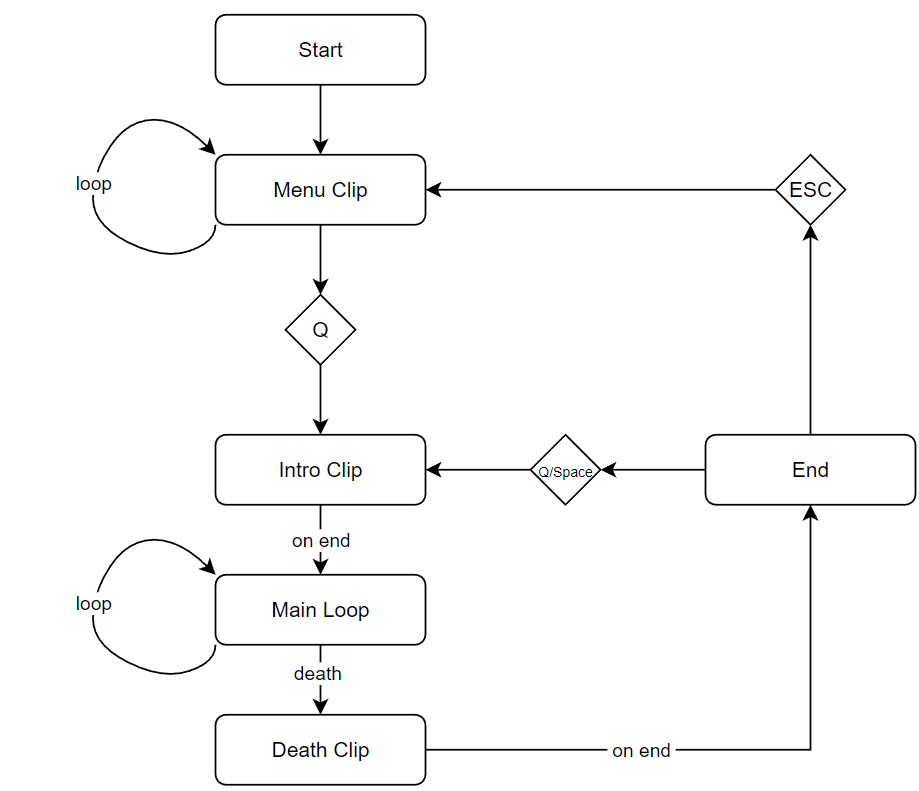 Start
loop
Menu Clip
ESC
Q
Intro Clip
Q/Space
End
on end
loop
Main Loop
death
Death Clip
on end